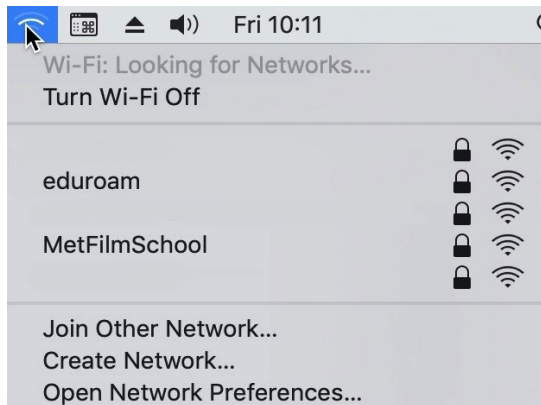 Fri 10:11
Wi-Fi: Looking for Networks...
Turn Wi-Fi Off
eduroam
MetFilmSchool
Join Other Network...
Create Network...
Open Network Preferences...